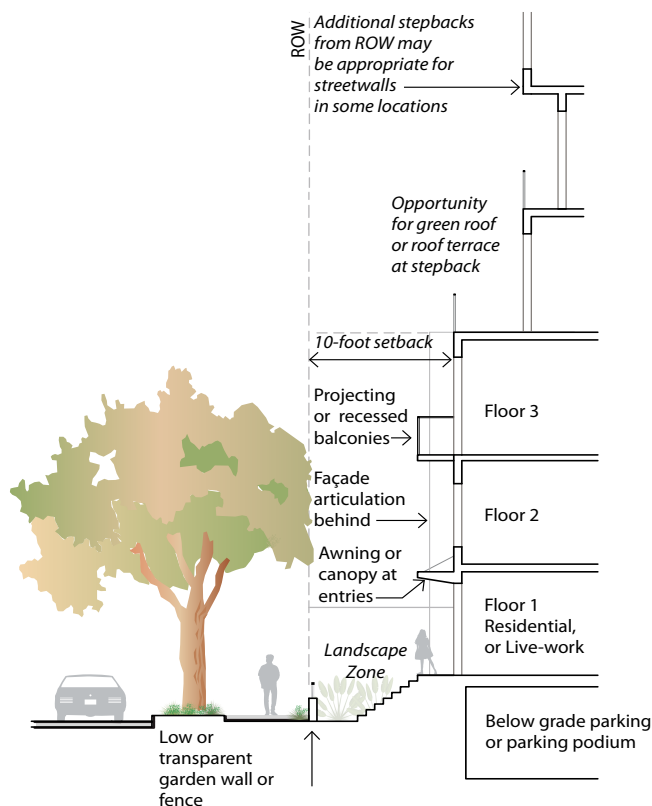 ROW
Additional stepbacks
from ROW may
be appropriate for
streetwalls
in some locations
Opportunity
for green roof
or roof terrace
at stepback
10-foot setback
Projecting
or recessed
balconies
Floor 3
Façade
articulation
behind
Floor 2
Awning or
canopy at
entries
Floor 1
Residential,
or Live-work
Landscape
Zone
Low or
transparent
garden wall or
fence
Below grade parking
or parking podium